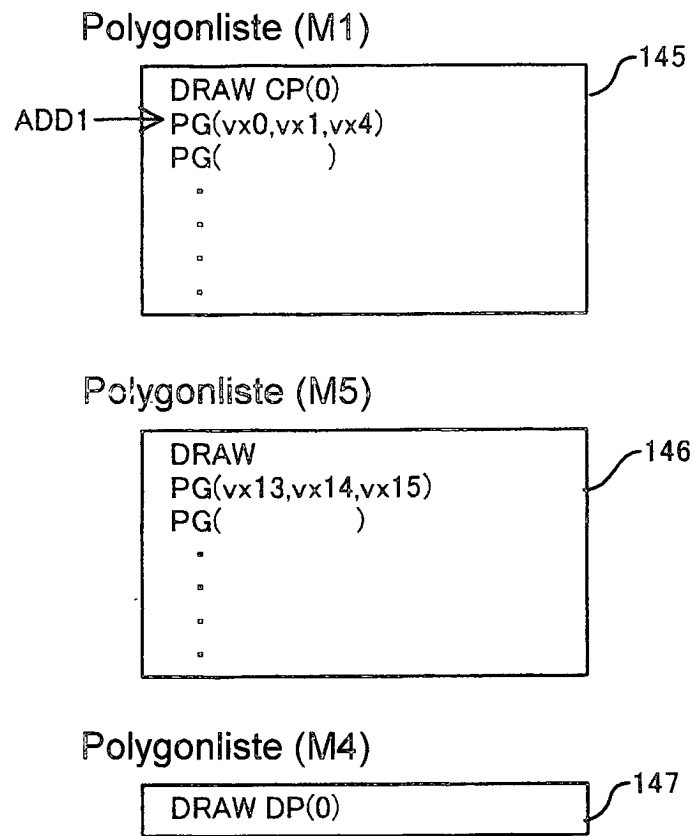 Polygonliste (M1)
145
DRAW CP(0)
ADD1
PG(vx0,vx1,vx4)
PG( )
Polygonliste (M5)
146
DRAW
PG(vx13,vx14,vx15)
PG( )
Polygonliste (M4)
147
DRAW DP(0)